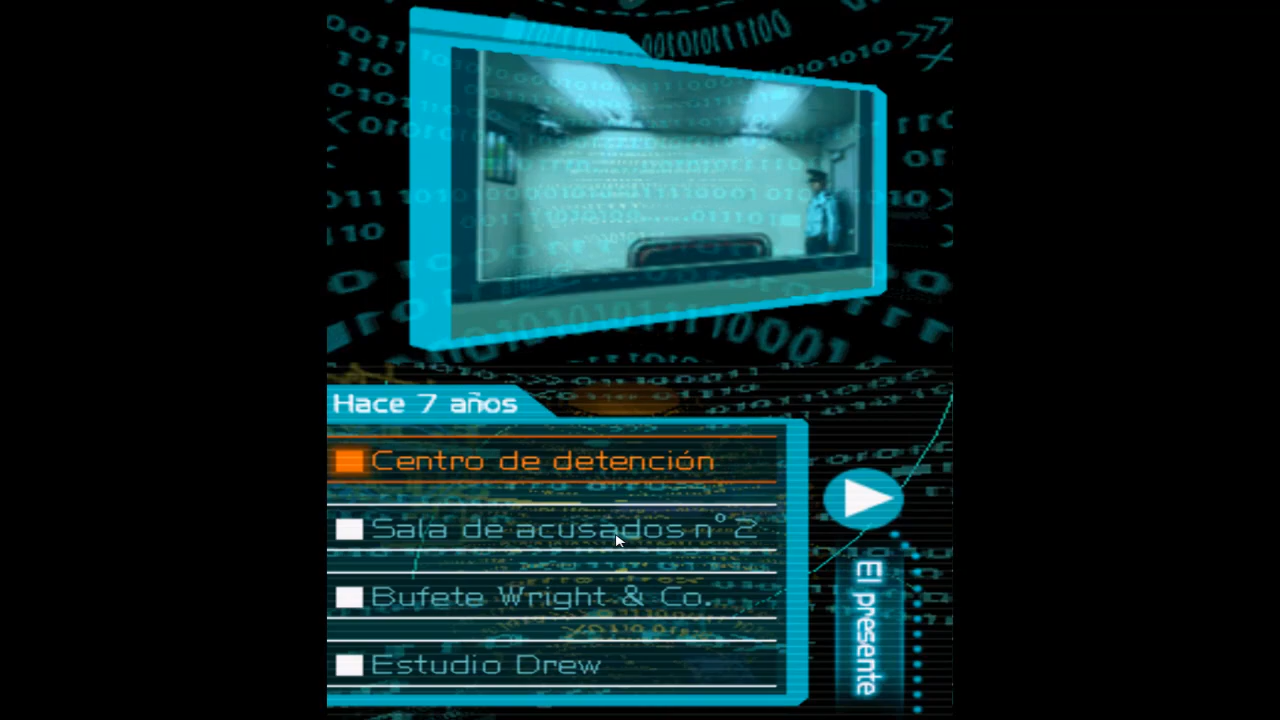 Hace 7 años
Centro de detención
Sala de acusados n°2
Bufete Wright & Co.
Estudio Drew
El presente